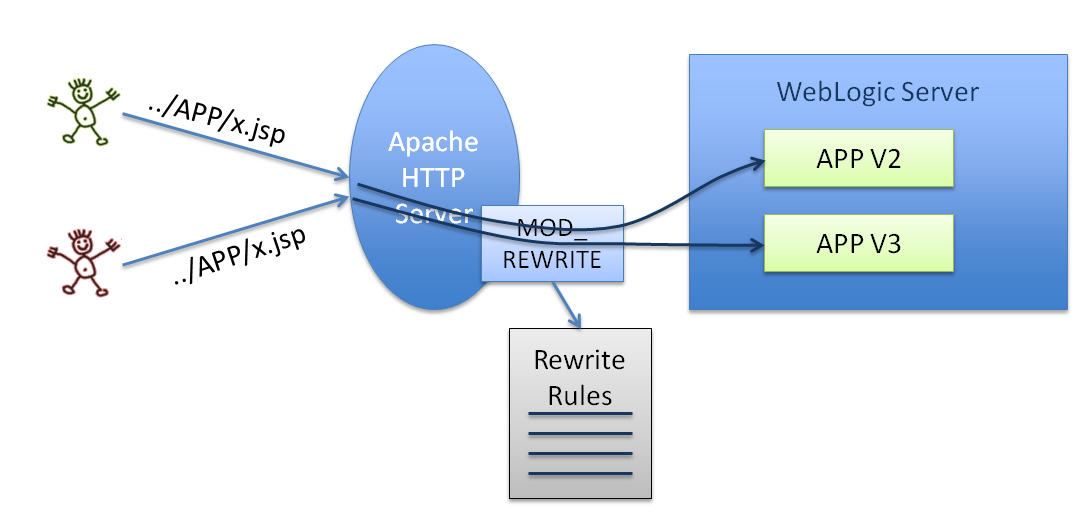 ../APP/x.jsp
../APP/x.jsp
Apache
HTTP
Server
MOD_
REWRITE
Rewrite
Rules
WebLogic Server
APP V2
APP V3